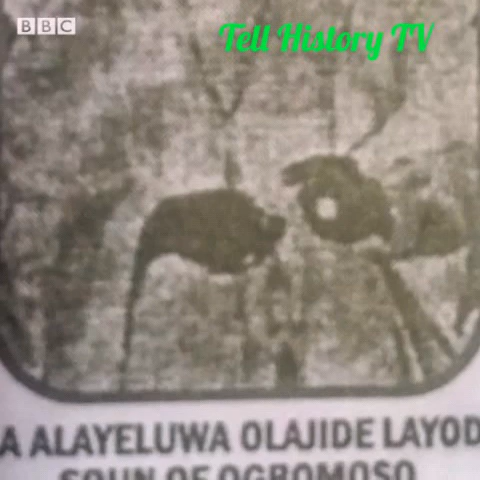 BBC
Tell History TV
A ALAYELUWA OLAJIDE LAYOD
SOUN OF OGBOMOSO